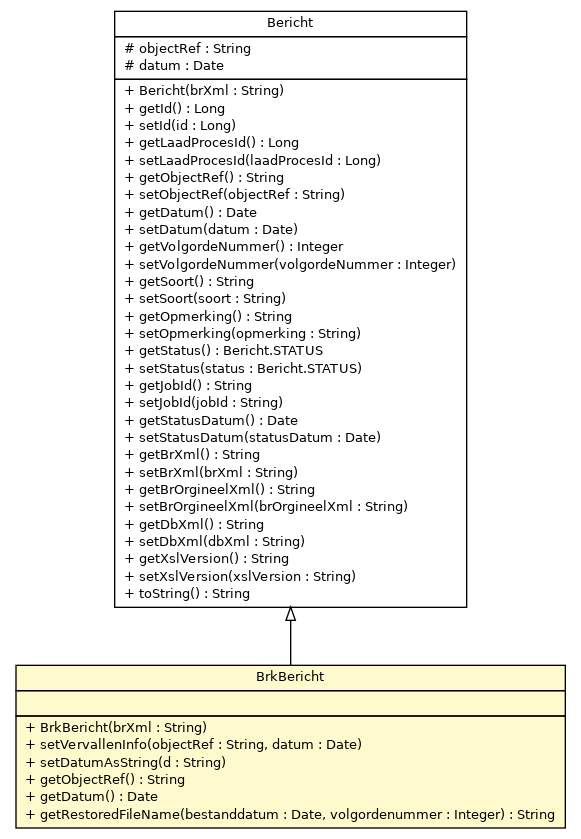 Bericht
# objectRef : String
# datum : Date
+ Bericht(brXml : String)
+ getId() : Long
+ setId(id : Long)
+ getLaadProcesId() : Long
+ setLaadProcesId(laadProcesId : Long)
+ getObjectRef() : String
+ setObjectRef(objectRef : String)
+ getDatum() : Date
+ setDatum(datum : Date)
+ getVolgordeNummer() : Integer
+ setVolgordeNummer(volgordeNummer : Integer)
+ getSoort() : String
+ setSoort(soort : String)
+ getOpmerking() : String
+ setOpmerking(opmerking : String)
+ getStatus() : Bericht.STATUS
+ setStatus(status : Bericht.STATUS)
+ getJobId() : String
+ setJobId(jobId : String)
+ getStatusDatum() : Date
+ setStatusDatum(statusDatum : Date)
+ getBrXml() : String
+ setBrXml(brXml : String)
+ getBrOrgineelXml() : String
+ setBrOrgineelXml(brOrgineelXml : String)
+ getDbXml() : String
+ setDbXml(dbXml : String)
+ getXslVersion() : String
+ setXslVersion(xslVersion : String)
+ toString() : String
BrkBericht
+ BrkBericht(brXml : String)
+ setVervallenInfo(objectRef : String, datum : Date)
+ setDatumAsString(d : String)
+ getObjectRef() : String
+ getDatum() : Date
+ getRestoredFileName(bestanddatum : Date, volgordenummer : Integer) : String